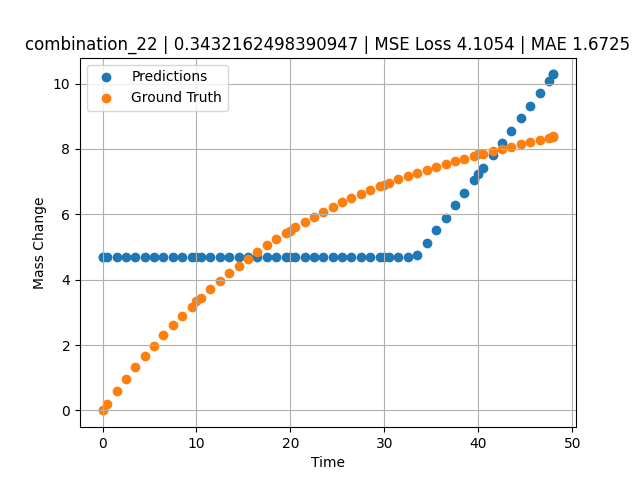 combination_22 | 0.3432162498390947 | MSE Loss 4.1054 | MAE 1.6725
Predictions
Ground Truth
Mass Change
10
8
6
4
2
0
0 10 20 30 40 50
Time